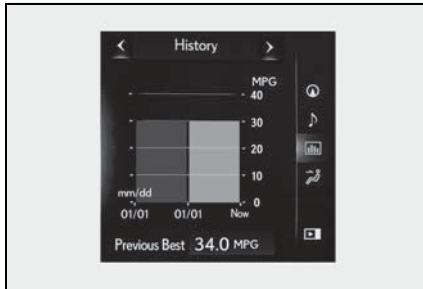 History
MPG
40
30
20
10
mm/dd
0
01/01 01/01 Now
Previous Best 34.0 MPG